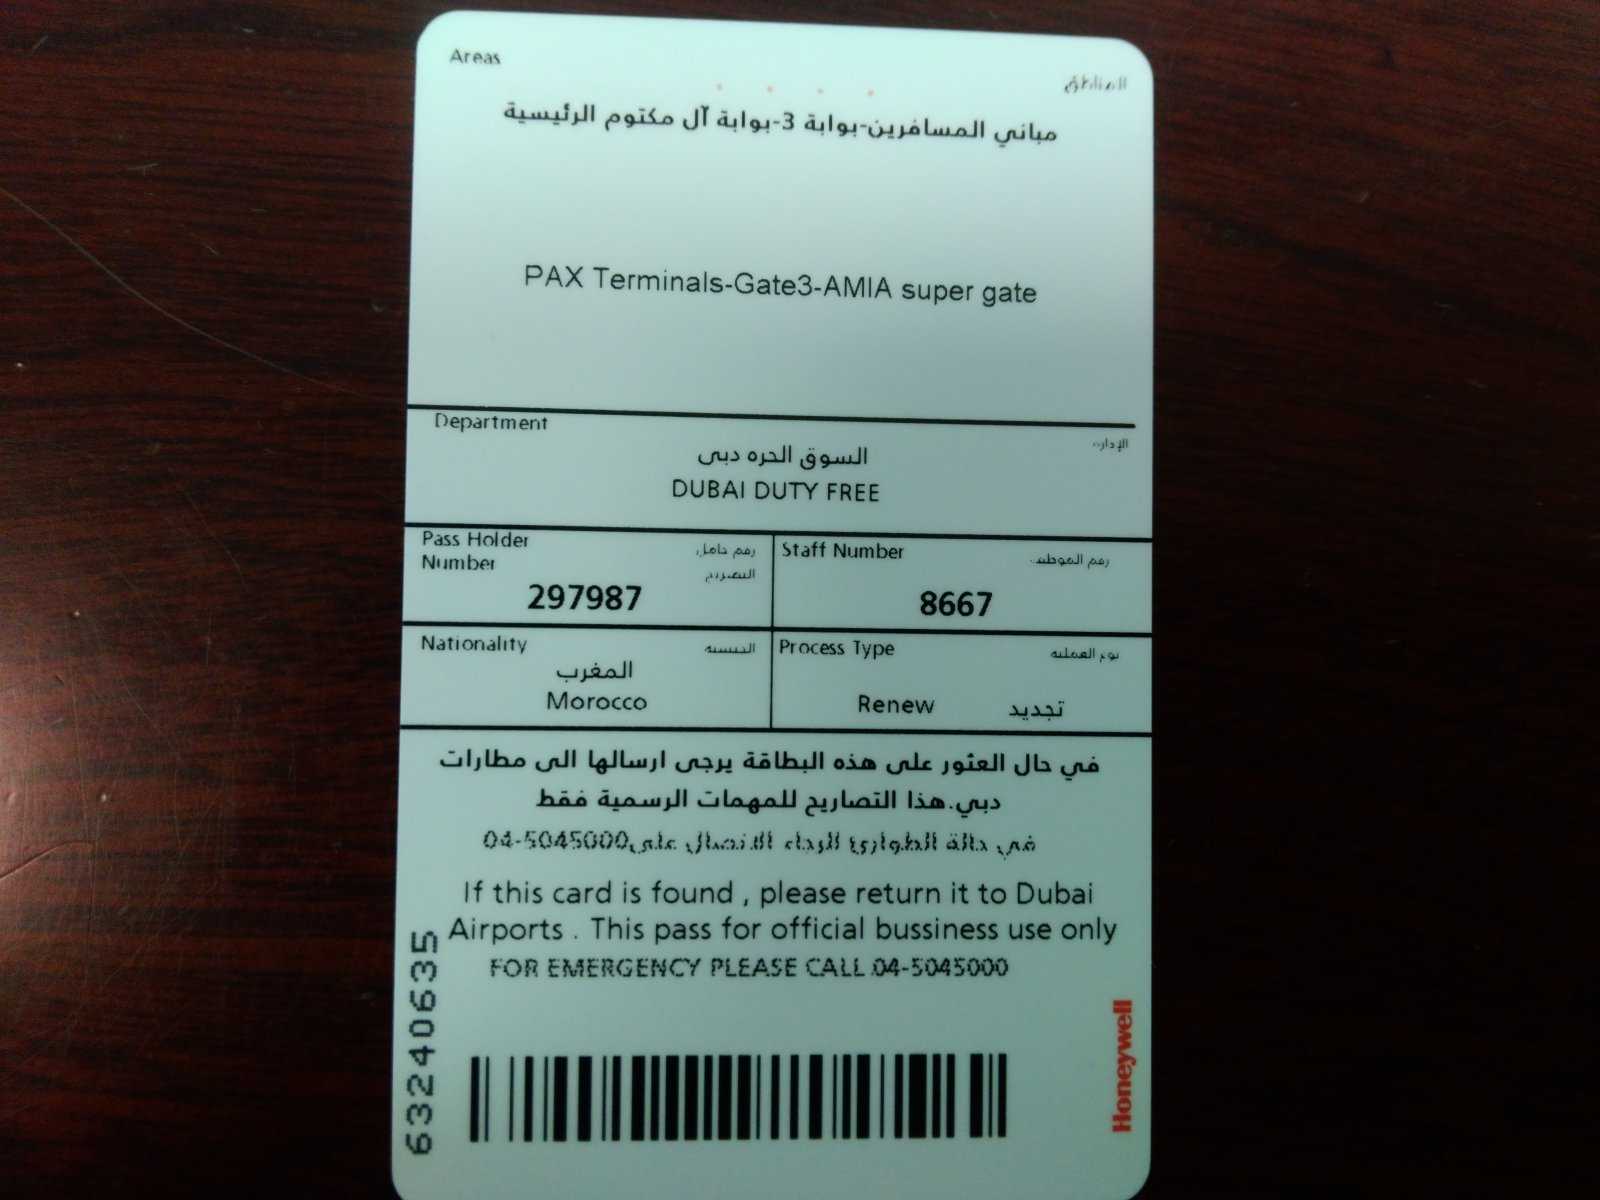 Areas
المناطق
مباني المسافرين-بوابة 3-بوابة آل مكتوم الرئيسية
PAX Terminals-Gate3-AMIA super gate
Department
الإدارة
السوق الحره دبى
DUBAI DUTY FREE
Pass Holder
Number
رقم حامل
التصريح
297987
Staff Number
رقم الموظف
8667
Nationality
الجنسية
المغرب
Morocco
Process Type
نوع العملية
Renew تجديد
في حال العثور على هذه البطاقة يرجى ارسالها الى مطارات
دبي.هذا التصاريح للمهمات الرسمية فقط
في حالة الطوارئ الرجاء الاتصال على 04-5045000
If this card is found , please return it to Dubai
Airports . This pass for official bussiness use only
FOR EMERGENCY PLEASE CALL 04-5045000
63240635
Honeywell